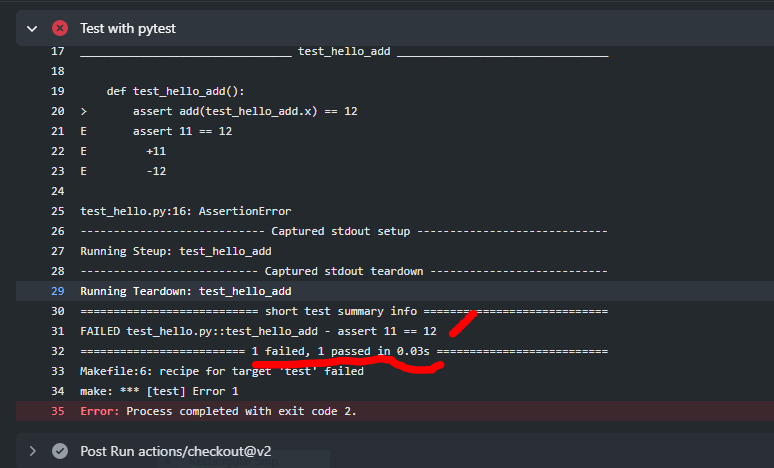 Test with pytest
17 ________________________________ test_hello_add ________________________________
18
19 def test_hello_add():
20 > assert add(test_hello_add.x) == 12
21 E assert 11 == 12
22 E +11
23 E -12
24
25 test_hello.py:16: AssertionError
26 ---------------------------- Captured stdout setup -----------------------------
27 Running Steup: test_hello_add
28 --------------------------- Captured stdout teardown ---------------------------
29 Running Teardown: test_hello_add
30 =========================== short test summary info ============================
31 FAILED test_hello.py::test_hello_add - assert 11 == 12
32 ========================= 1 failed, 1 passed in 0.03s ==========================
33 Makefile:6: recipe for target 'test' failed
34 make: *** [test] Error 1
35 Error: Process completed with exit code 2.
Post Run actions/checkout@v2